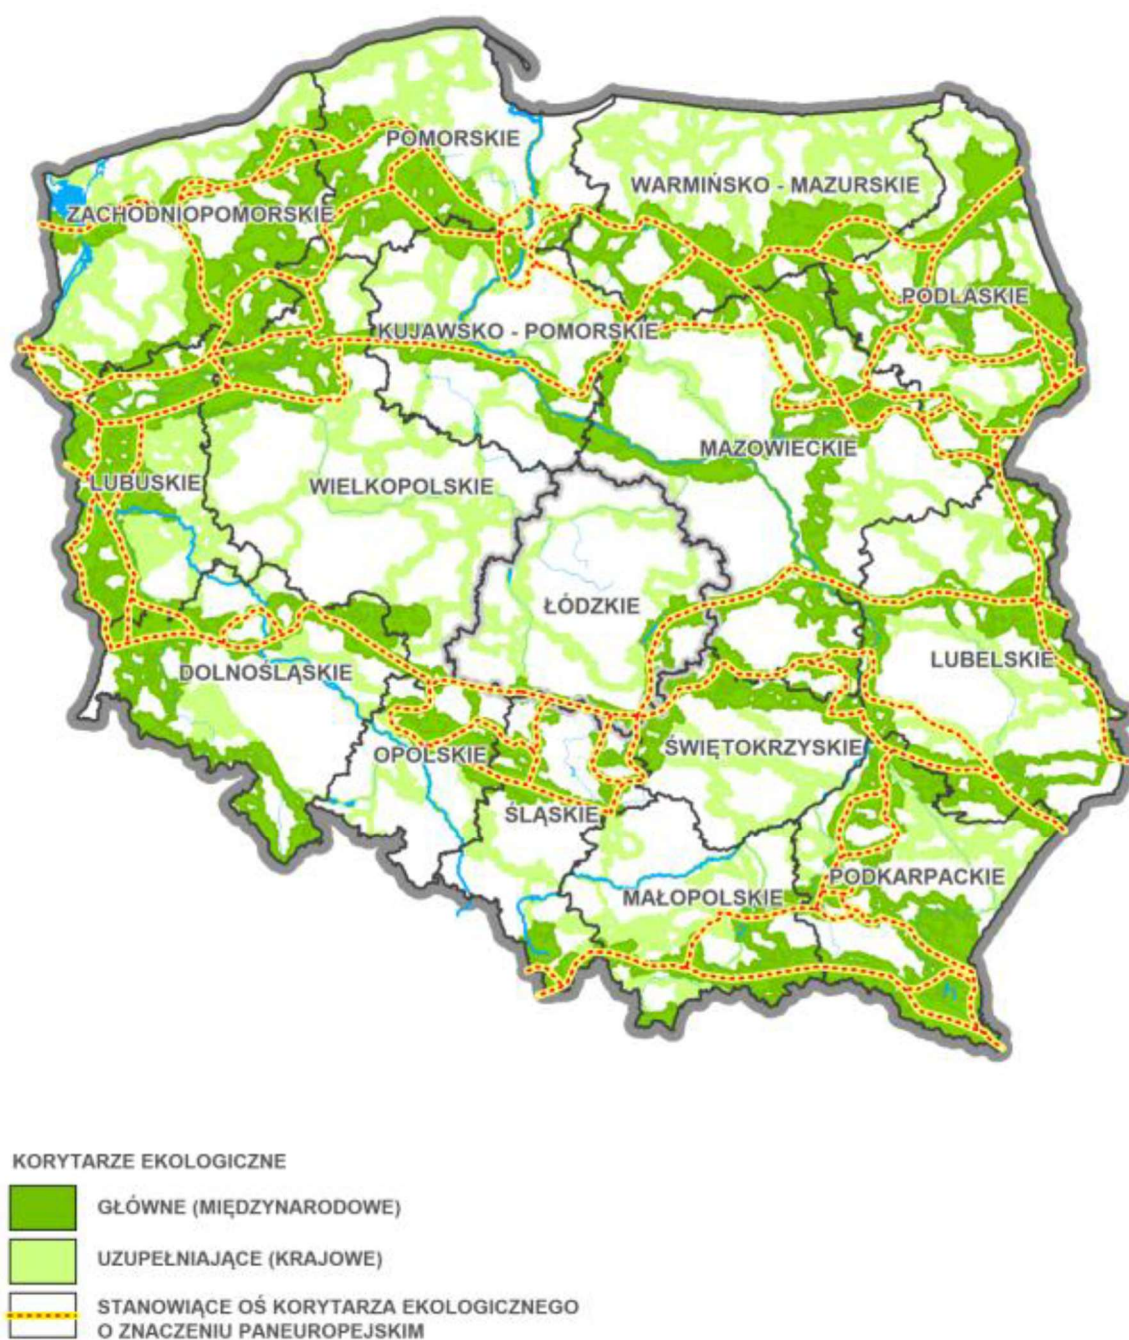 POMORSKIE
WARMIŃSKO - MAZURSKIE
ZACHODNIOPOMORSKIE
PODLASKIE
KUJAWSKO - POMORSKIE
MAZOWIECKIE
LUBUSKIE
WIELKOPOLSKIE
ŁÓDZKIE
LUBELSKIE
DOLNOŚLĄSKIE
ŚWIĘTOKRZYSKIE
OPOLSKIE
ŚLĄSKIE
PODKARPACKIE
MAŁOPOLSKIE
KORYTARZE EKOLOGICZNE
GŁÓWNE (MIĘDZYNARODOWE)
UZUPEŁNIAJĄCE (KRAJOWE)
STANOWIĄCE OŚ KORYTARZA EKOLOGICZNEGO
O ZNACZENIU PANEUROPEJSKIM